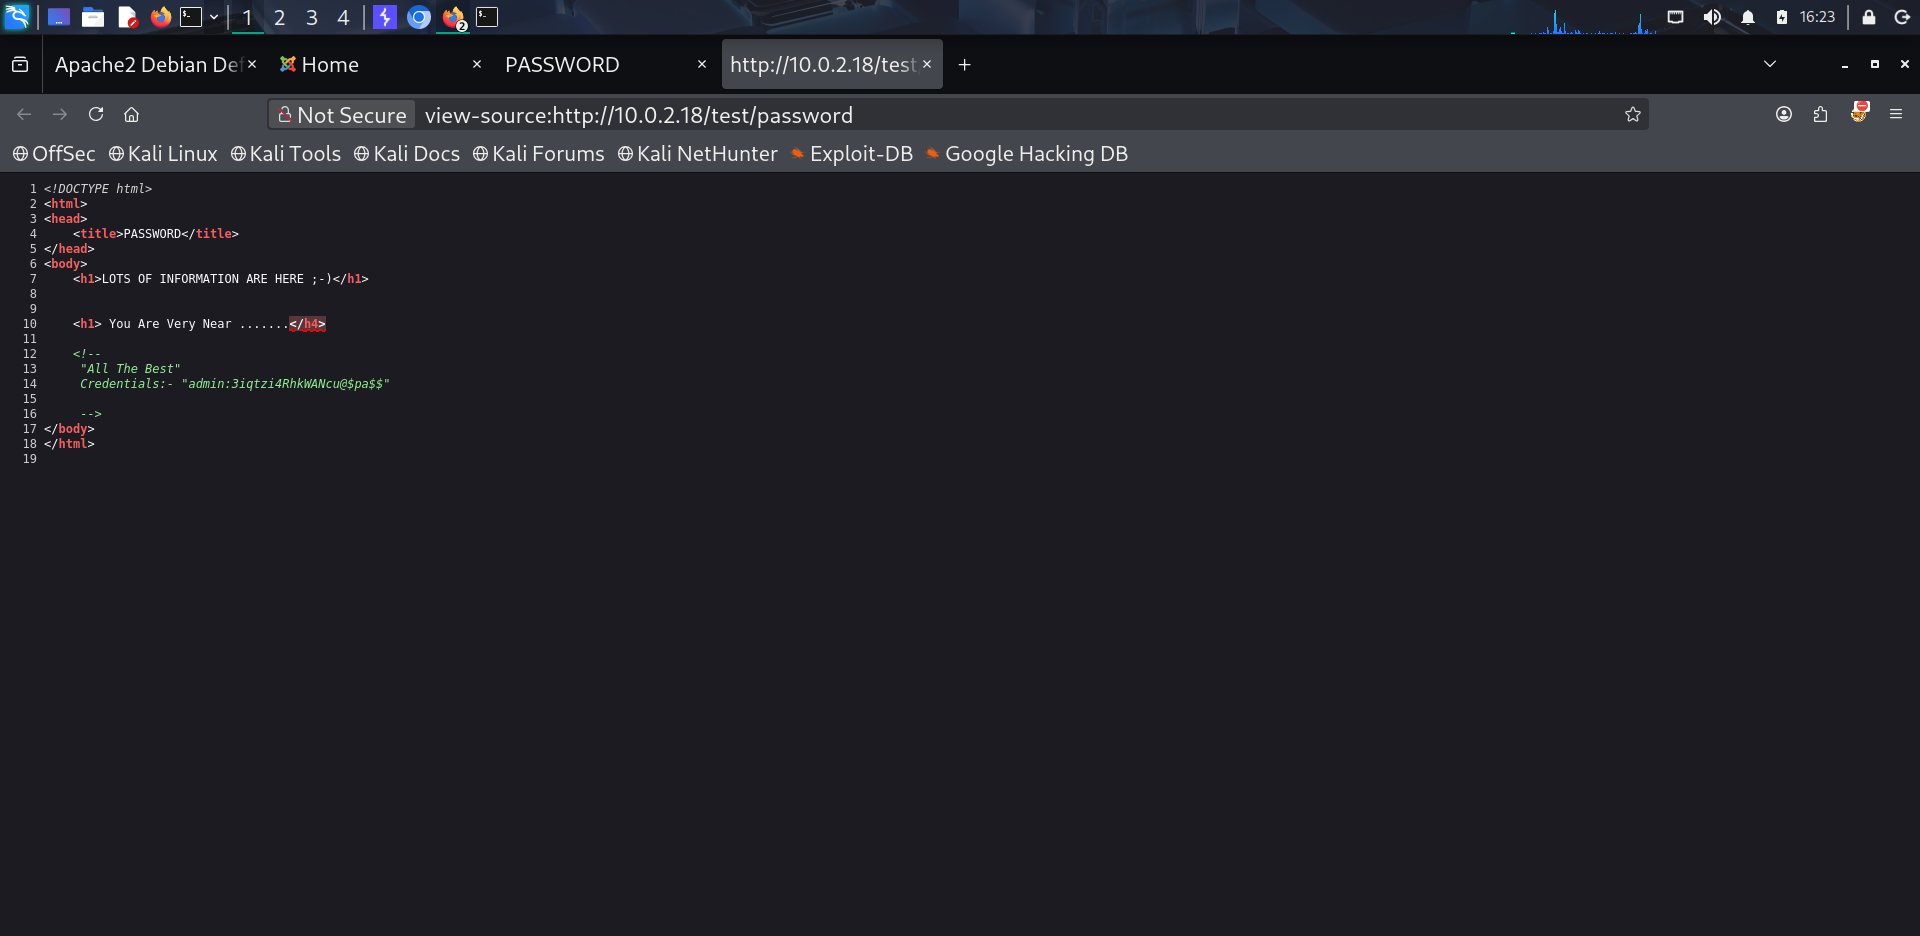 1 2 3 4 2 16:23
Apache2 Debian Def Home PASSWORD http://10.0.2.18/test
Not Secure view-source:http://10.0.2.18/test/password
OffSec Kali Linux Kali Tools Kali Docs Kali Forums Kali NetHunter Exploit-DB Google Hacking DB
1 <!DOCTYPE html>
2 <html>
3 <head>
4 <title>PASSWORD</title>
5 </head>
6 <body>
7 <h1>LOTS OF INFORMATION ARE HERE ;-)</h1>
8
9
10 <h1> You Are Very Near .......</h4>
11
12 <!--
13 "All The Best"
14 Credentials:- "admin:3iqtzi4RhkWANcu@$pa$$"
15
16 -->
17 </body>
18 </html>
19